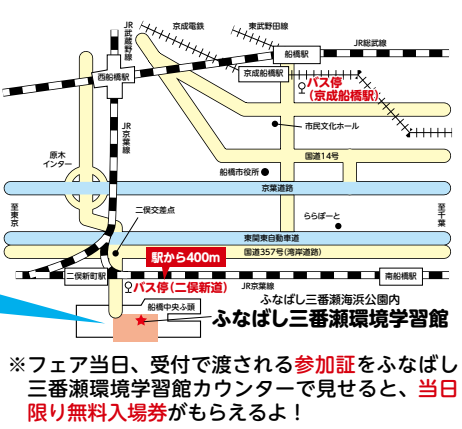 JR武蔵野線
京成電鉄
東武野田線
JR総武線
船橋駅
西船橋駅
京成船橋駅
バス停
(京成船橋駅)
JR京葉線
市民文化ホール
国道14号
原木
インター
船橋市役所
京葉道路
至東京
二俣交差点
ららぽーと
至千葉
東関東自動車道
国道357号(湾岸道路)
駅から400m
二俣新町駅
JR京葉線
南船橋駅
バス停(二俣新道)
船橋中央ふ頭
ふなばし三番瀬海浜公園内
ふなばし三番瀬環境学習館
※フェア当日、受付で渡される参加証をふなばし
三番瀬環境学習館カウンターで見せると、当日
限り無料入場券がもらえるよ！